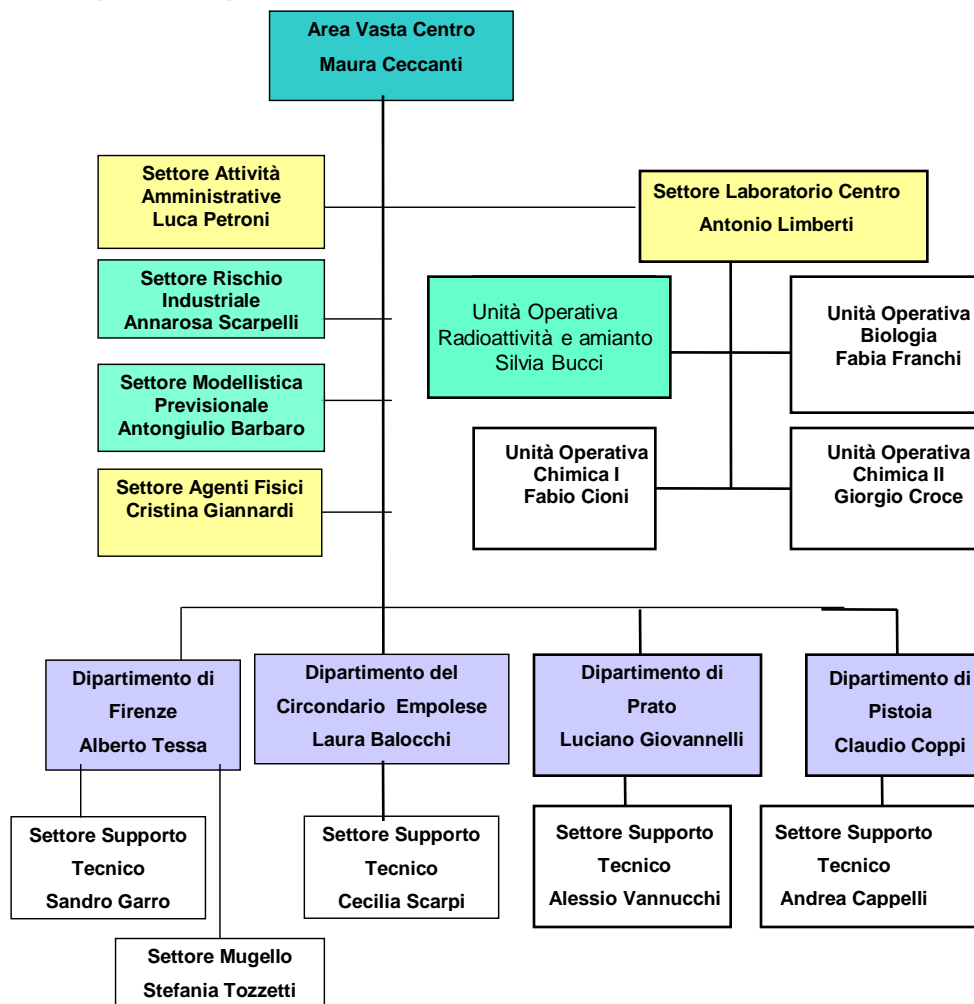 Area Vasta Centro
Maura Ceccanti
Settore Attività
Amministrative
Luca Petroni
Settore Laboratorio Centro
Antonio Limberti
Settore Rischio
Industriale
Annarosa Scarpelli
Unità Operativa
Radioattività e amianto
Silvia Bucci
Unità Operativa
Biologia
Fabia Franchi
Settore Modellistica
Previsionale
Antongiulio Barbaro
Unità Operativa
Chimica I
Fabio Cioni
Unità Operativa
Chimica II
Giorgio Croce
Settore Agenti Fisici
Cristina Giannardi
Dipartimento di
Firenze
Alberto Tessa
Dipartimento del
Circondario Empolese
Laura Balocchi
Dipartimento di
Prato
Luciano Giovannelli
Dipartimento di
Pistoia
Claudio Coppi
Settore Supporto
Tecnico
Sandro Garro
Settore Supporto
Tecnico
Cecilia Scarpi
Settore Supporto
Tecnico
Alessio Vannucchi
Settore Supporto
Tecnico
Andrea Cappelli
Settore Mugello
Stefania Tozzetti